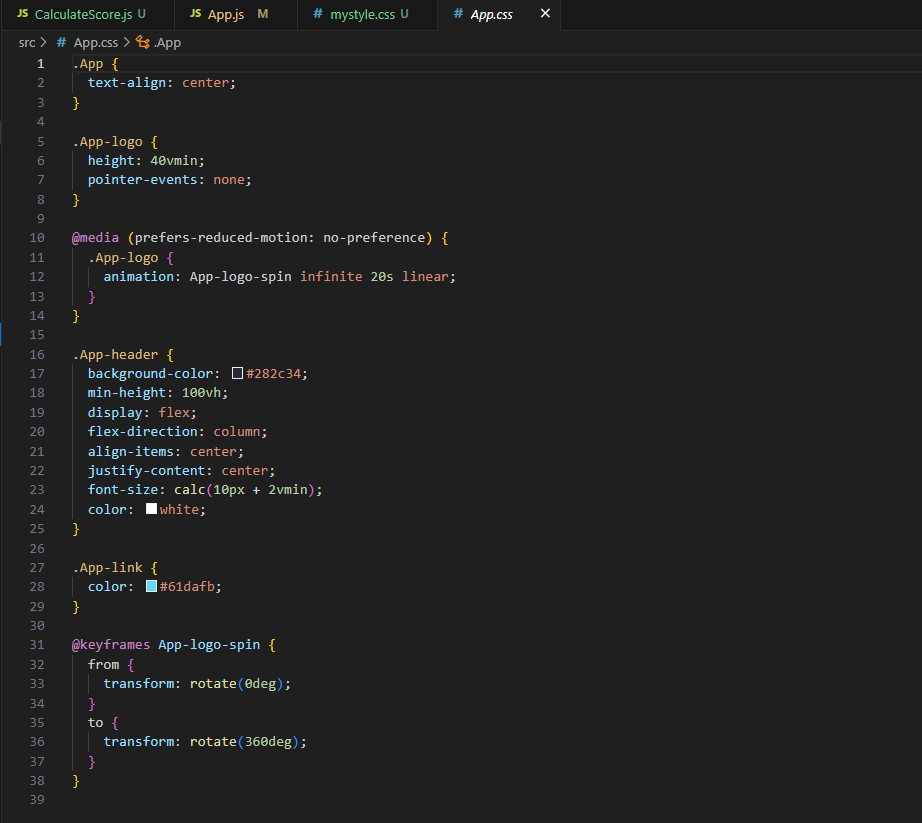 JS CalculateScore.js U JS App.js M # mystyle.css U # App.css ×
src > # App.css > .App
1 .App {
2   text-align: center;
3 }
4
5 .App-logo {
6   height: 40vmin;
7   pointer-events: none;
8 }
9
10 @media (prefers-reduced-motion: no-preference) {
11   .App-logo {
12     animation: App-logo-spin infinite 20s linear;
13   }
14 }
15
16 .App-header {
17   background-color: #282c34;
18   min-height: 100vh;
19   display: flex;
20   flex-direction: column;
21   align-items: center;
22   justify-content: center;
23   font-size: calc(10px + 2vmin);
24   color: white;
25 }
26
27 .App-link {
28   color: #61dafb;
29 }
30
31 @keyframes App-logo-spin {
32   from {
33     transform: rotate(0deg);
34   }
35   to {
36     transform: rotate(360deg);
37   }
38 }
39